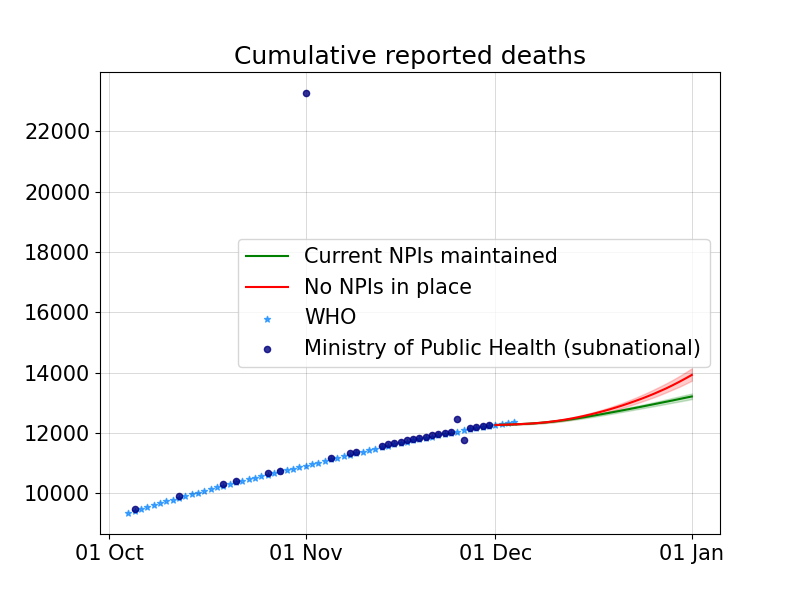 Cumulative reported deaths
22000
20000
18000
16000
14000
12000
10000
Current NPIs maintained
No NPIs in place
WHO
Ministry of Public Health (subnational)
01 Oct
01 Nov
01 Dec
01 Jan